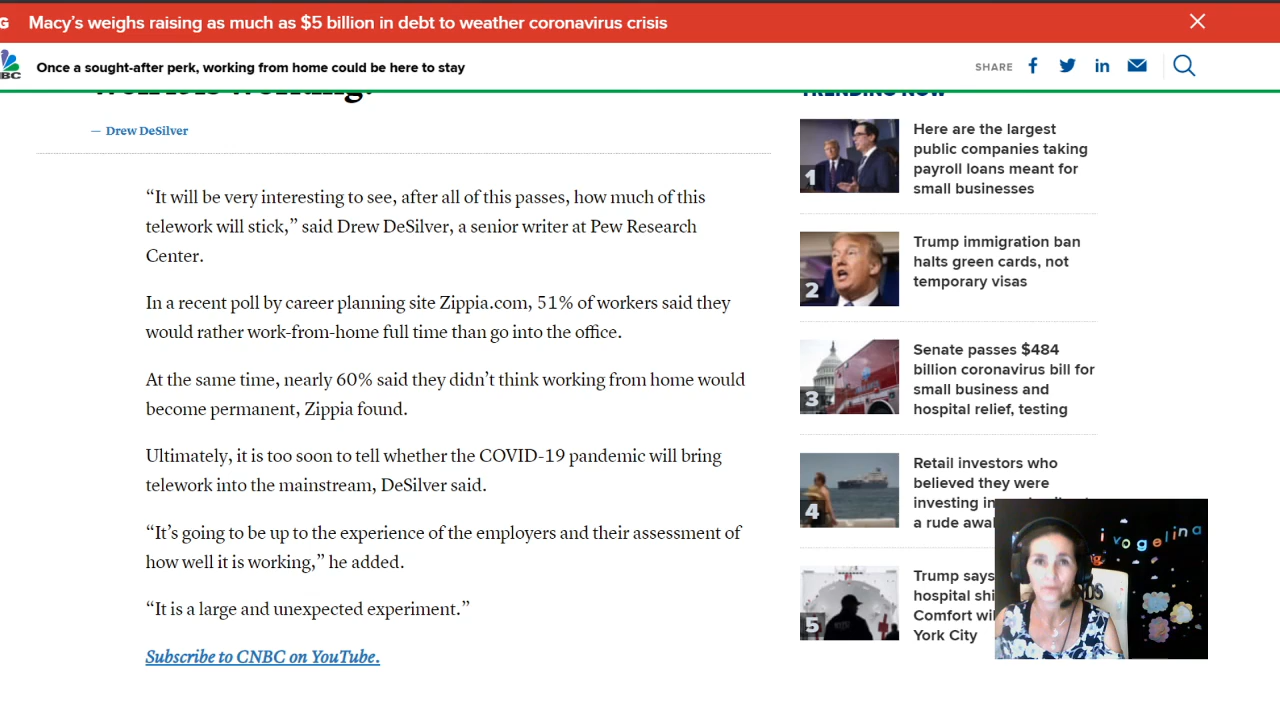 G Macy's weighs raising as much as $5 billion in debt to weather coronavirus crisis
BC Once a sought-after perk, working from home could be here to stay
SHARE
— Drew DeSilver
“It will be very interesting to see, after all of this passes, how much of this
telework will stick,” said Drew DeSilver, a senior writer at Pew Research
Center.
In a recent poll by career planning site Zippia.com, 51% of workers said they
would rather work-from-home full time than go into the office.
At the same time, nearly 60% said they didn’t think working from home would
become permanent, Zippia found.
Ultimately, it is too soon to tell whether the COVID-19 pandemic will bring
telework into the mainstream, DeSilver said.
“It’s going to be up to the experience of the employers and their assessment of
how well it is working,” he added.
“It is a large and unexpected experiment.”
Subscribe to CNBC on YouTube.
TRENDING NOW
1
Here are the largest
public companies taking
payroll loans meant for
small businesses
2
Trump immigration ban
halts green cards, not
temporary visas
3
Senate passes $484
billion coronavirus bill for
small business and
hospital relief, testing
4
Retail investors who
believed they were
investing in
a rude
5
Trump says
hospital
Comfort
York City
ivogelina